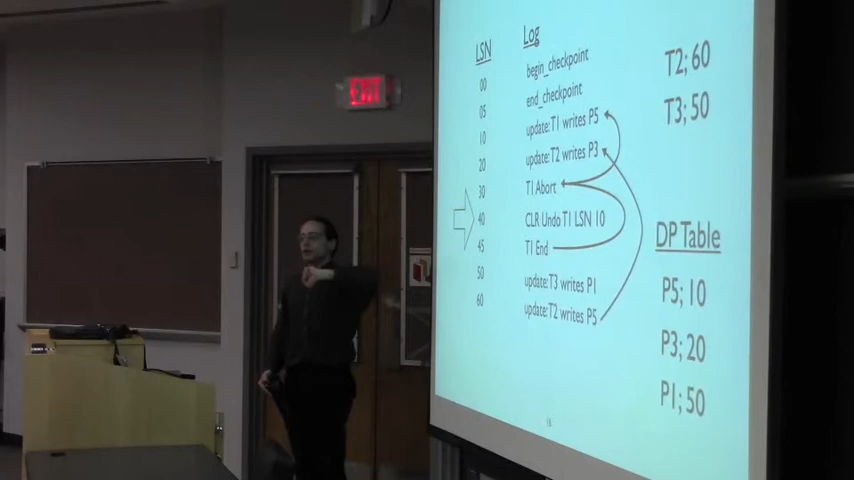 EXIT
LSN Log
00 begin_checkpoint
05 end_checkpoint
10 update: T1 writes P5
20 update: T2 writes P3
30 T1 Abort
40 CLR Undo T1 LSN 10
45 T1 End
50 update: T3 writes P1
60 update: T2 writes P5
T2; 60
T3; 50
DP Table
P5; 10
P3; 20
P1; 50
16